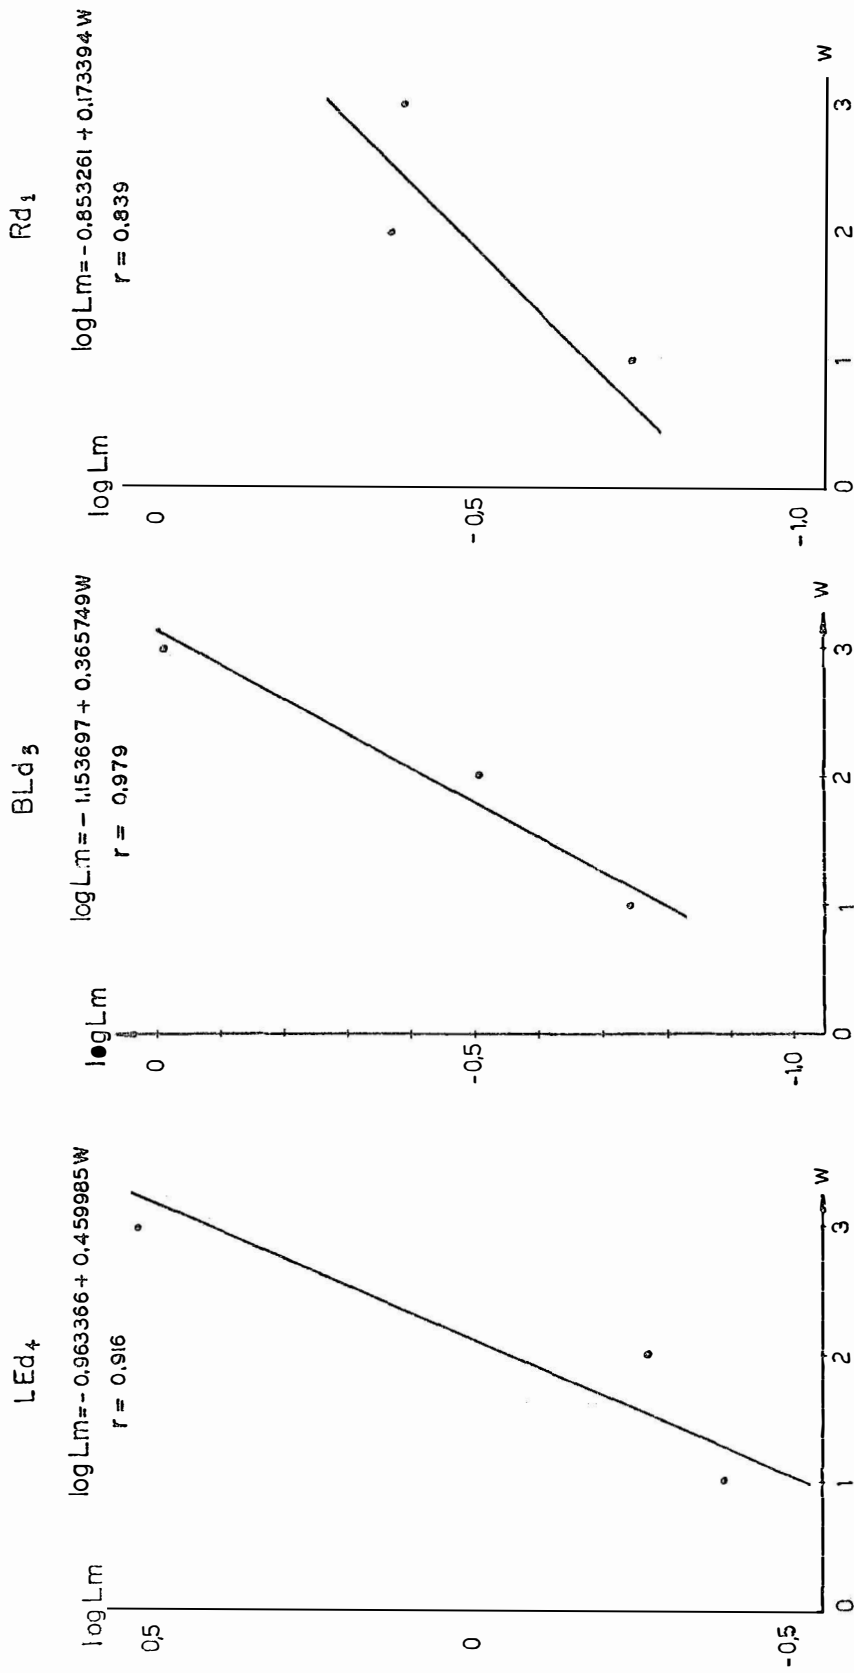 LEd4
log Lm = - 0.963366 + 0.459985 W
r = 0.916
log Lm
0,5
0
-0,5
0 1 2 3 W
BLd3
log Lm = - 1.153697 + 0.365749 W
r = 0.979
log Lm
0
-0,5
-1,0
0 1 2 3 W
Rd1
log Lm = - 0.853261 + 0.173394 W
r = 0.839
log Lm
0
-0,5
-1,0
0 1 2 3 W